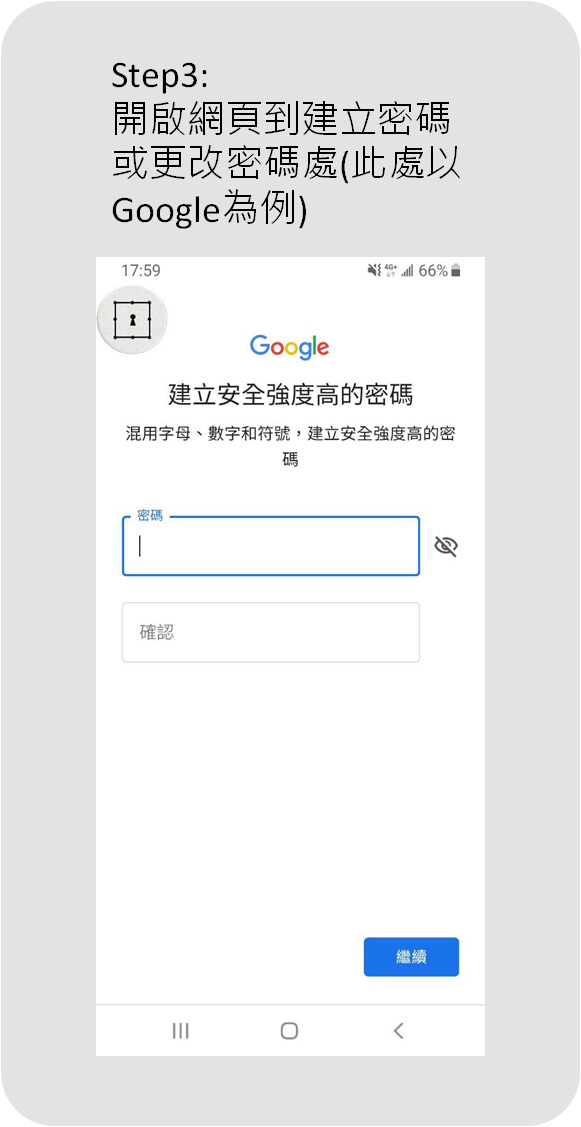 Step3:
開啟網頁到建立密碼
或更改密碼處(此處以
Google為例)
17:59
4G+
66%
Google
建立安全強度高的密碼
混用字母、數字和符號，建立安全強度高的密
碼
密碼
確認
繼續